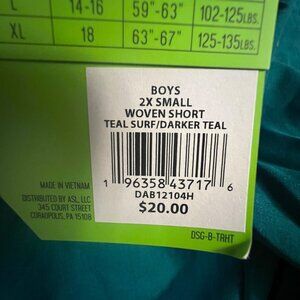 L 14-16 59"-63" 102-125LBS.
XL 18 63"-67" 125-135LBS.
BOYS
2X SMALL
WOVEN SHORT
TEAL SURF/DARKER TEAL
1 96358 43717 6
DAB12104H
$20.00
MADE IN VIETNAM
DISTRIBUTED BY ASL, LLC
345 COURT STREET
CORAOPOLIS, PA 15108
DSG-B-TRHT